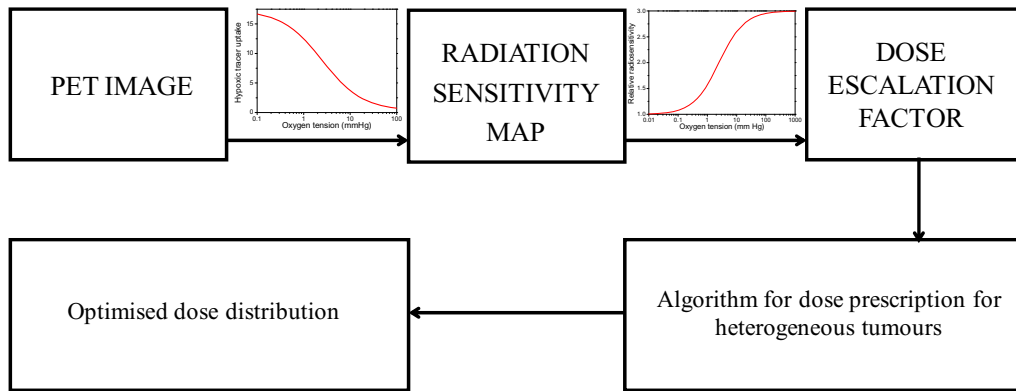 PET IMAGE
Hypoxic tracer uptake
15
10
5
0
0.1 1 10 100
Oxygen tension (mmHg)
RADIATION
SENSITIVITY
MAP
Relative radiosensitivity
3.0
2.5
2.0
1.5
1.0
0.01 0.1 1 10 100 1000
Oxygen tension (mm Hg)
DOSE
ESCALATION
FACTOR
Optimised dose distribution
Algorithm for dose prescription for
heterogeneous tumours